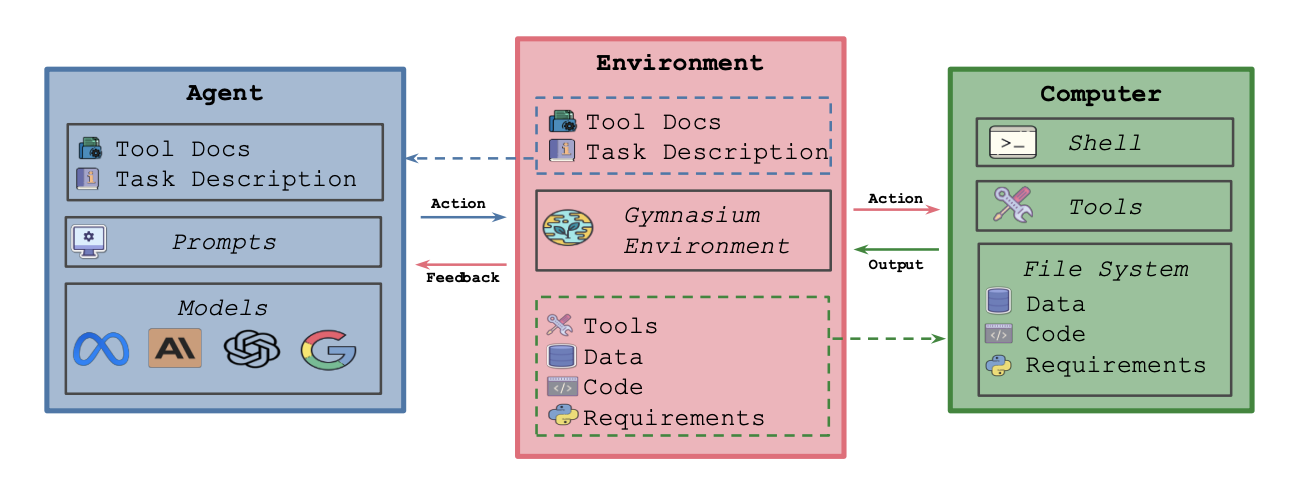 Agent
Tool Docs
Task Description
Prompts
Models
Action
Feedback
Environment
Tool Docs
Task Description
Gymnasium
Environment
Tools
Data
Code
Requirements
Action
Output
Computer
>_
Shell
Tools
File System
Data
Code
Requirements